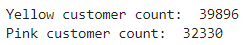 Yellow customer count:  39896
Pink customer count:  32330